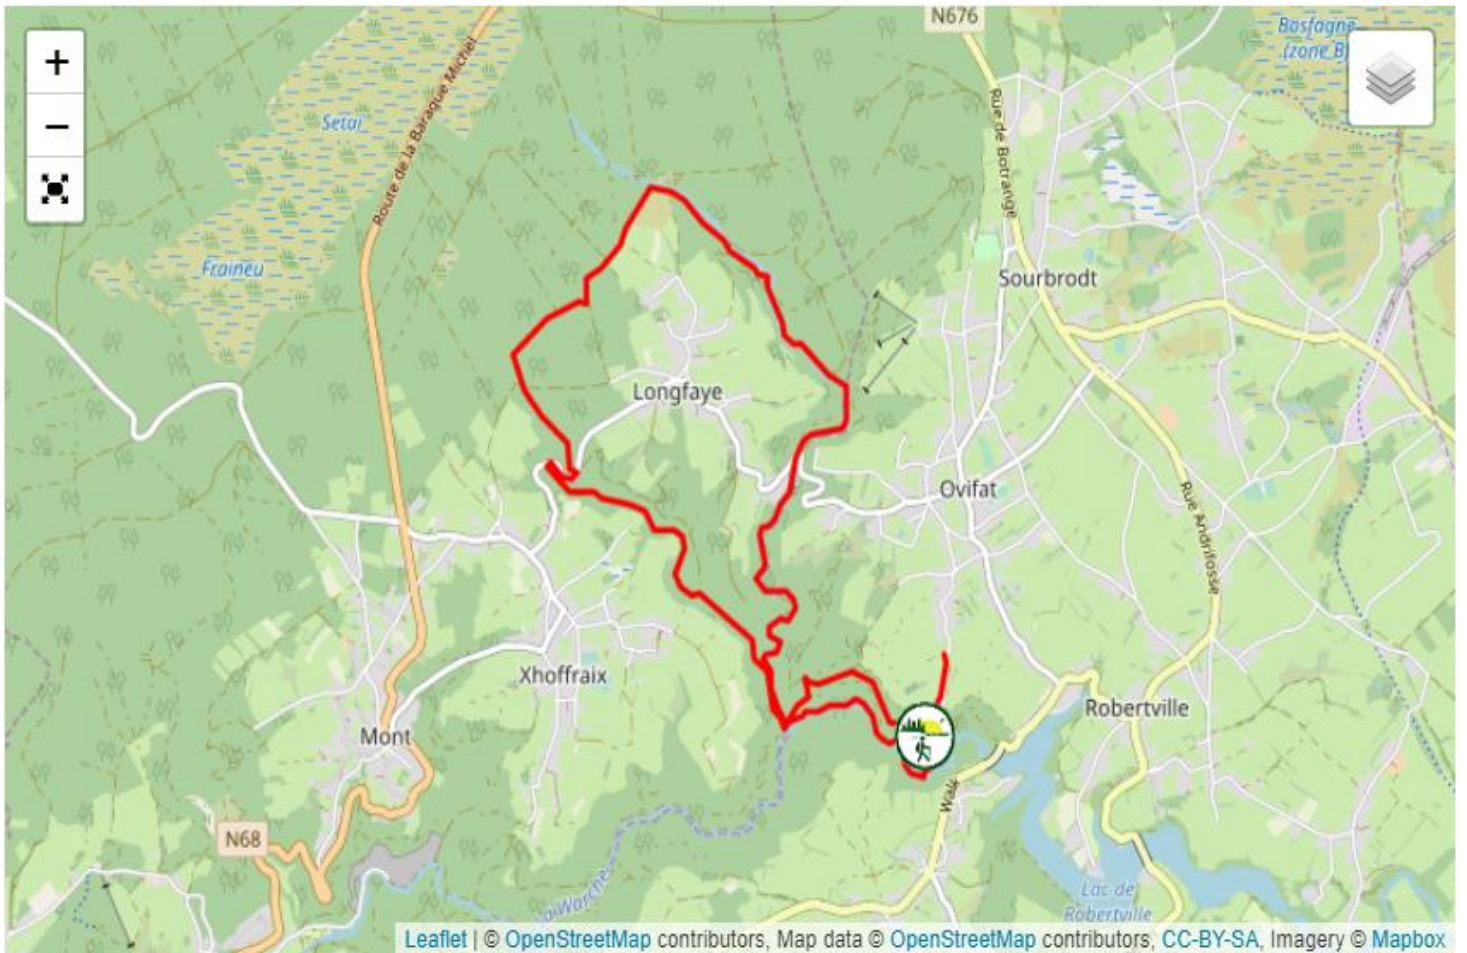 N676
Bosfagne
(zone B)
+
−
Setai
Route de la Baraque Michel
Rue de Botrange
Fraineu
Sourbrodt
Longfaye
Ovifat
Rue Andrifosse
Xhoffraix
Robertville
Mont
Walk
N68
Lac de
Robertville
a Warche
Leaflet | © OpenStreetMap contributors, Map data © OpenStreetMap contributors, CC-BY-SA, Imagery © Mapbox